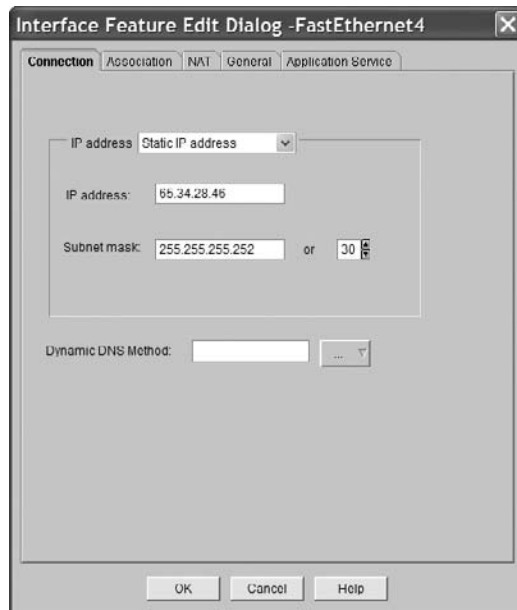 Interface Feature Edit Dialog -FastEthernet4
Connection Association NAT General Application Service
IP address Static IP address
IP address: 65.34.28.46
Subnet mask: 255.255.255.252 or 30
Dynamic DNS Method: ...
OK Cancel Help